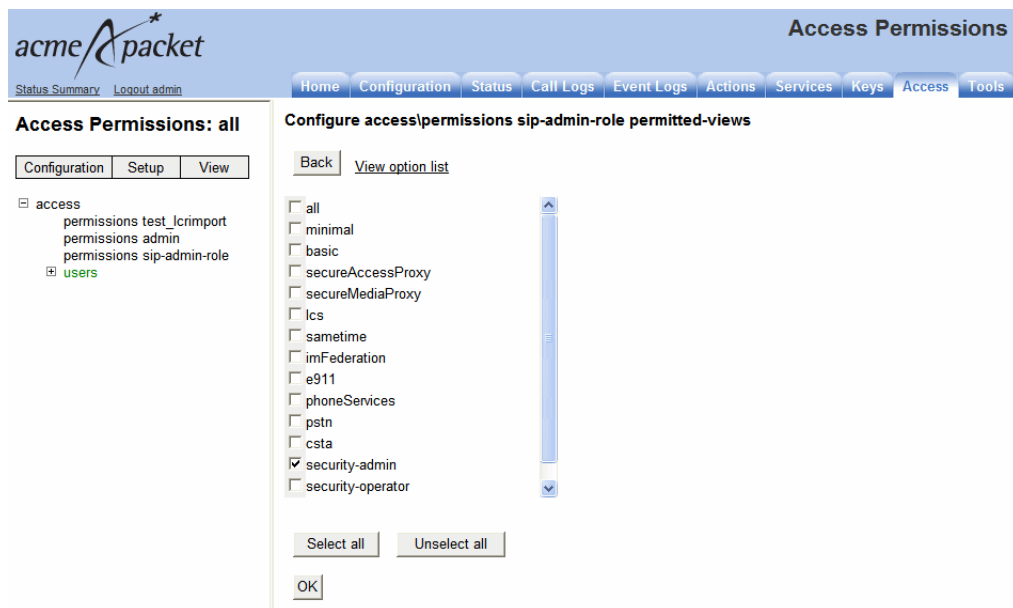 acme packet
Access Permissions
Status Summary Logout admin
Home Configuration Status Call Logs Event Logs Actions Services Keys Access Tools
Access Permissions: all
Configuration Setup View
access
permissions test_lcrimport
permissions admin
permissions sip-admin-role
users
Configure access\permissions sip-admin-role permitted-views
Back View option list
all
minimal
basic
secureAccessProxy
secureMediaProxy
lcs
sametime
imFederation
e911
phoneServices
pstn
csta
security-admin
security-operator
Select all Unselect all
OK